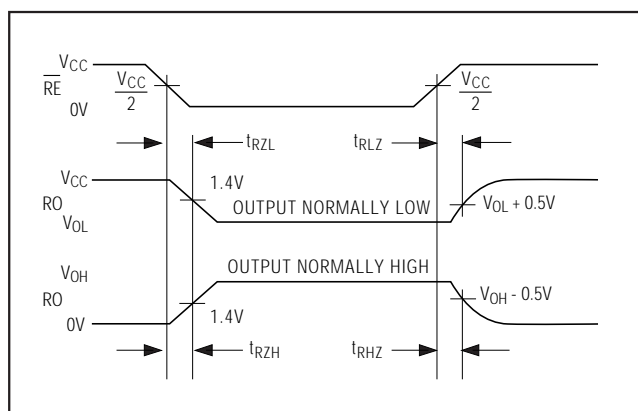 VCC
RE
0V
VCC
2
VCC
2
tRZL
tRLZ
VCC
RO
VOL
1.4V
OUTPUT NORMALLY LOW
VOL + 0.5V
VOH
RO
0V
OUTPUT NORMALLY HIGH
1.4V
VOH - 0.5V
tRZH
tRHZ